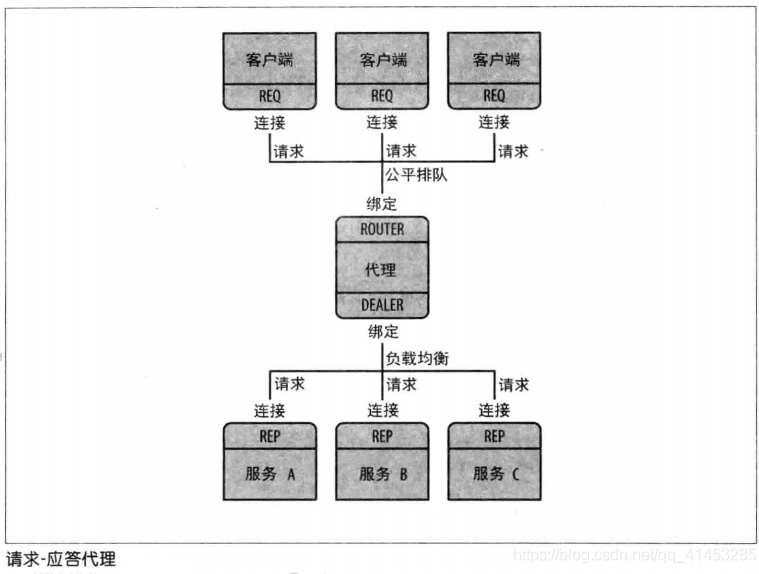 客户端 客户端 客户端
REQ REQ REQ
连接 连接 连接
请求 请求 请求
公平排队
绑定
ROUTER
代理
DEALER
绑定
负载均衡
请求 请求 请求
连接 连接 连接
REP REP REP
服务 A 服务 B 服务 C
请求-应答代理
https://blog.csdn.net/qq_41453285